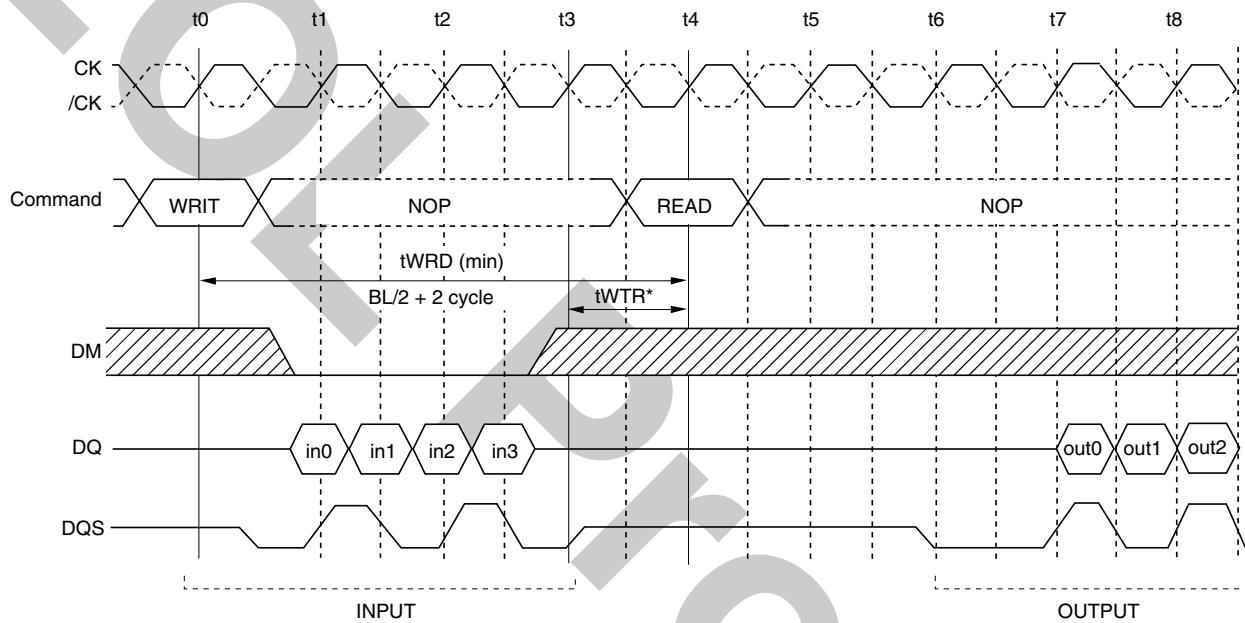 t0 t1 t2 t3 t4 t5 t6 t7 t8
CK
/CK
Command WRIT NOP READ NOP
tWRD (min)
BL/2 + 2 cycle tWTR*
DM
DQ in0 in1 in2 in3 out0 out1 out2
DQS
INPUT OUTPUT